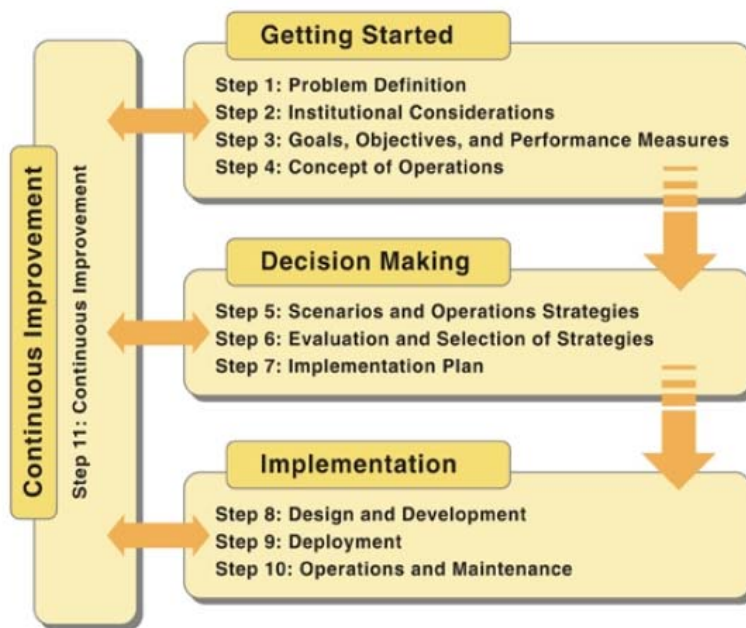 Getting Started
Step 1: Problem Definition
Step 2: Institutional Considerations
Step 3: Goals, Objectives, and Performance Measures
Step 4: Concept of Operations
Decision Making
Step 5: Scenarios and Operations Strategies
Step 6: Evaluation and Selection of Strategies
Step 7: Implementation Plan
Implementation
Step 8: Design and Development
Step 9: Deployment
Step 10: Operations and Maintenance
Continuous Improvement
Step 11: Continuous Improvement